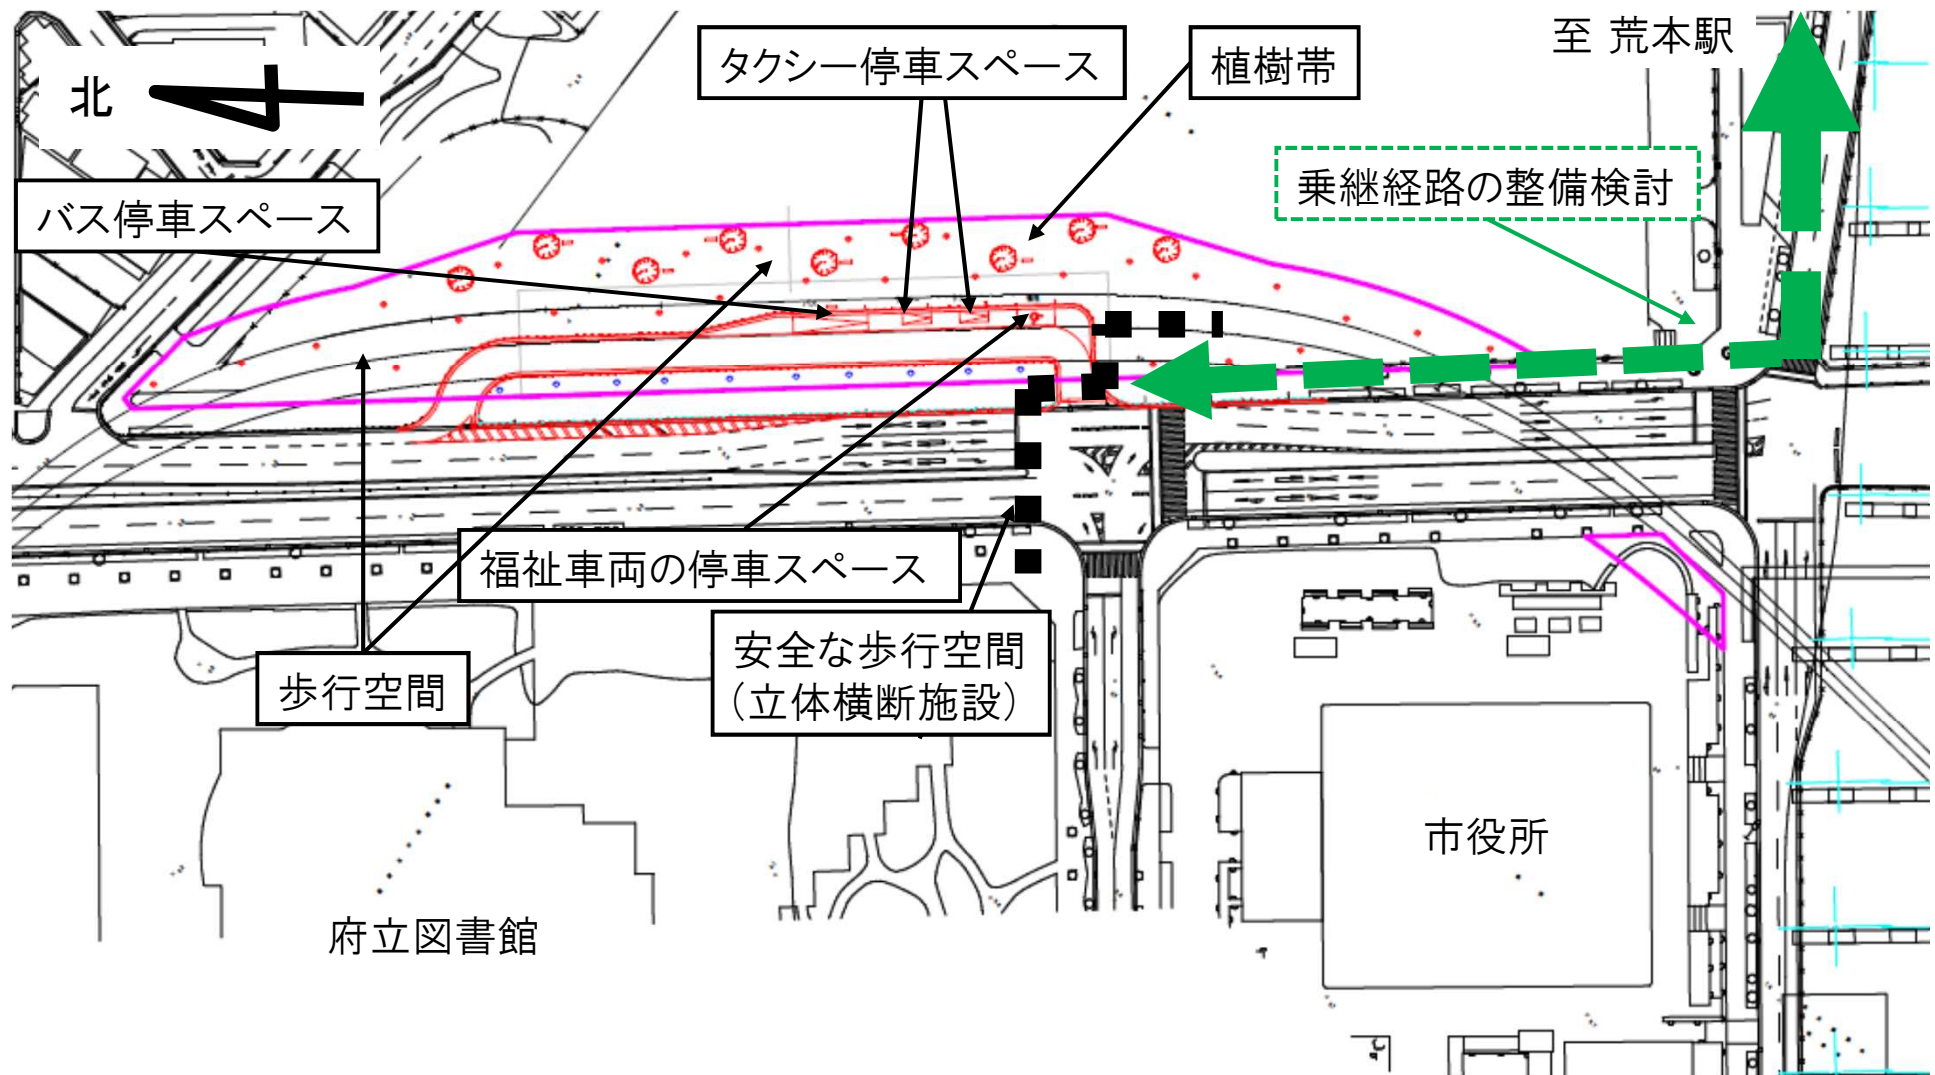 至 荒本駅
タクシー停車スペース
植樹帯
北
乗継経路の整備検討
バス停車スペース
福祉車両の停車スペース
安全な歩行空間
（立体横断施設）
歩行空間
市役所
府立図書館